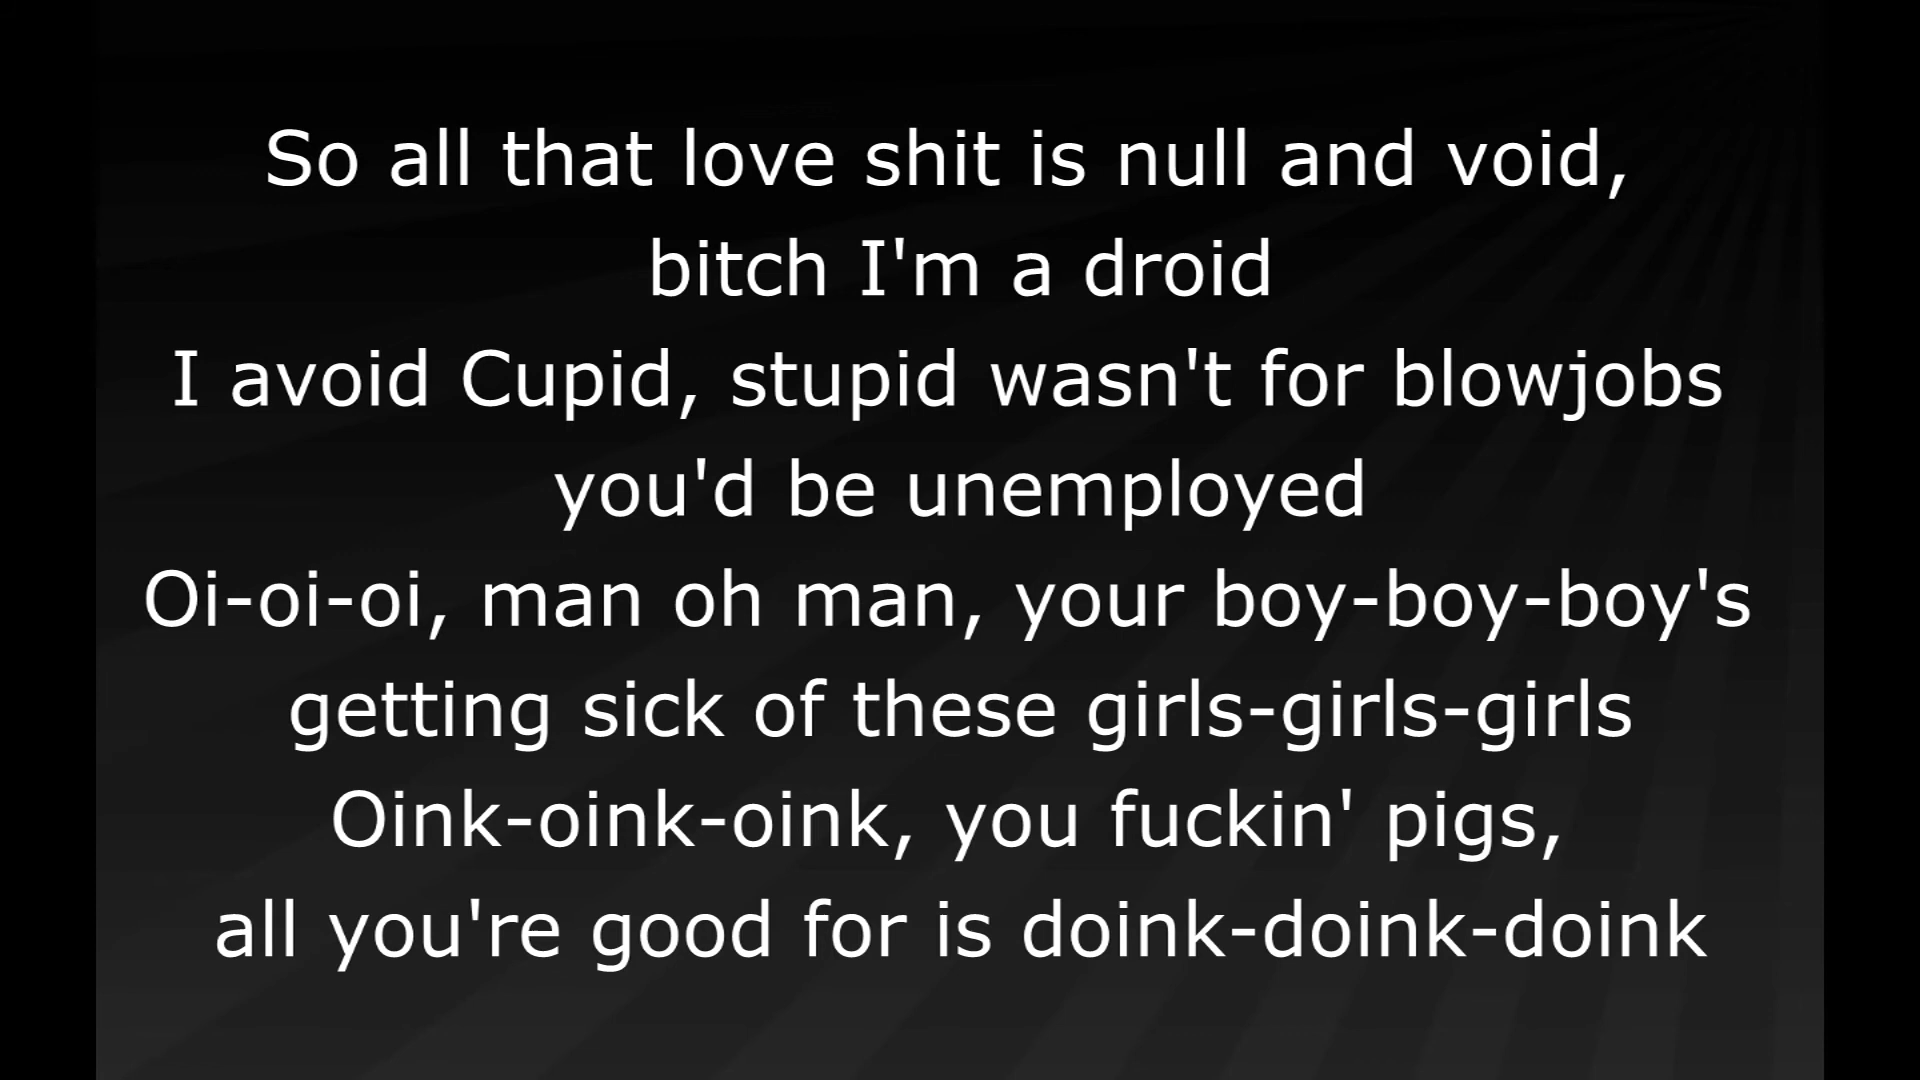 So all that love shit is null and void,
bitch I'm a droid
I avoid Cupid, stupid wasn't for blowjobs
you'd be unemployed
Oi-oi-oi, man oh man, your boy-boy-boy's
getting sick of these girls-girls-girls
Oink-oink-oink, you fuckin' pigs,
all you're good for is doink-doink-doink